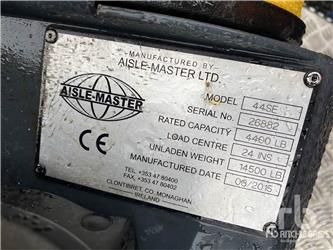 MANUFACTURED BY
AISLE-MASTER LTD.
AISLE-MASTER
MODEL 44SE
SERIAL No. 26882
RATED CAPACITY 4400 LB
LOAD CENTRE 24 INS
UNLADEN WEIGHT 14500 LB
MANUFACTURED DATE 06/2015
CE
TEL, +353 47 80400
FAX, +353 47 80402
CLONTIBRET, CO. MONAGHAN
IRELAND